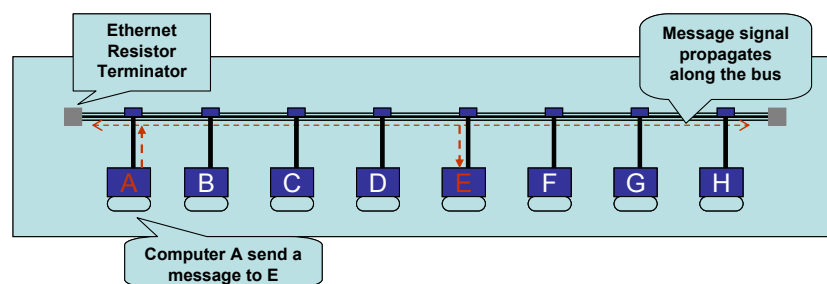 Ethernet
Resistor
Terminator
Message signal
propagates
along the bus
A B C D E F G H
Computer A send a
message to E